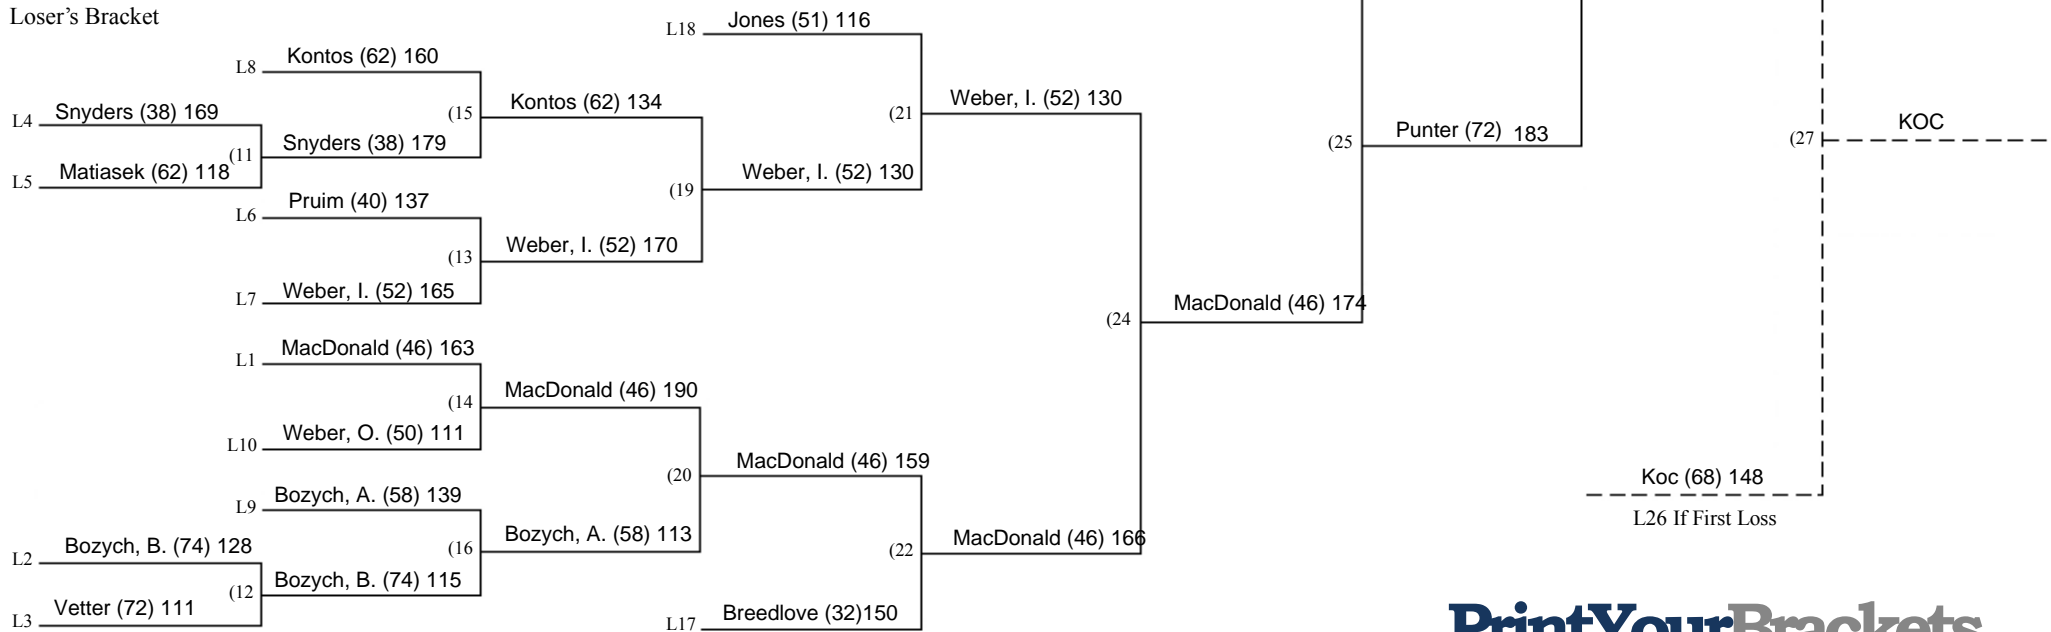 Loser's Bracket
L18 Jones (51) 116
L8 Kontos (62) 160
L4 Snyders (38) 169
(15 Kontos (62) 134
(21 Weber, I. (52) 130
(11 Snyders (38) 179
L5 Matiasek (62) 118
(25 Punter (72) 183
(27 KOC
(19 Weber, I. (52) 130
L6 Pruim (40) 137
(13 Weber, I. (52) 170
L7 Weber, I. (52) 165
(24 MacDonald (46) 174
L1 MacDonald (46) 163
(14 MacDonald (46) 190
L10 Weber, O. (50) 111
(20 MacDonald (46) 159
L9 Bozych, A. (58) 139
Koc (68) 148
L26 If First Loss
(16 Bozych, A. (58) 113
(22 MacDonald (46) 166
L2 Bozych, B. (74) 128
(12 Bozych, B. (74) 115
L3 Vetter (72) 111
L17 Breedlove (32)150
PrintYourBrackets